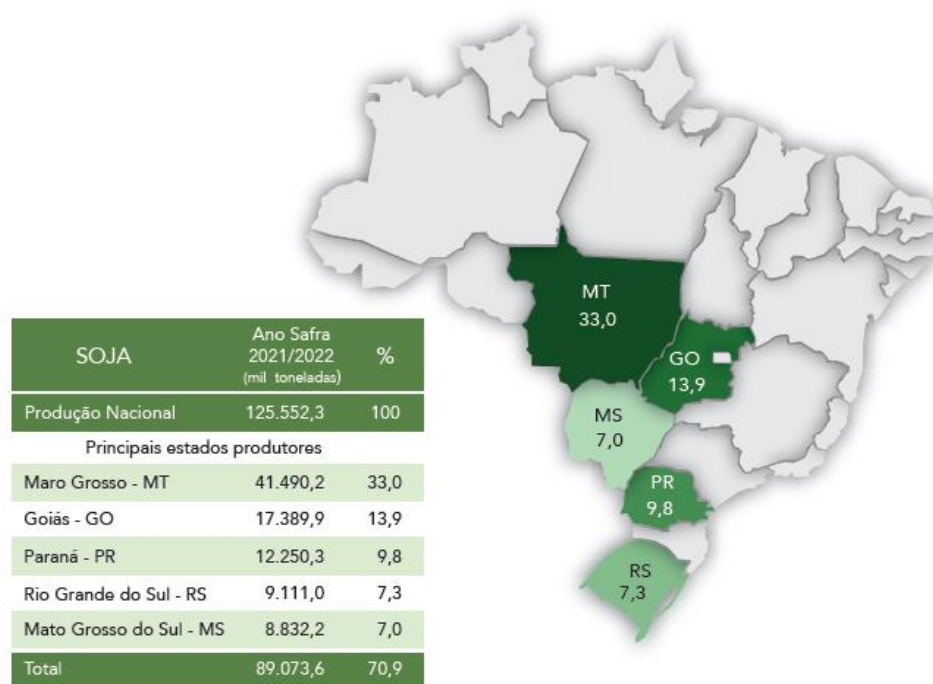 MT
33,0
GO
13,9
MS
7,0
PR
9,8
RS
7,3
SOJA Ano Safra 2021/2022 (mil toneladas) %
Produção Nacional 125.552,3 100
Principais estados produtores
Maro Grosso - MT 41.490,2 33,0
Goiás - GO 17.389,9 13,9
Paraná - PR 12.250,3 9,8
Rio Grande do Sul - RS 9.111,0 7,3
Mato Grosso do Sul - MS 8.832,2 7,0
Total 89.073,6 70,9